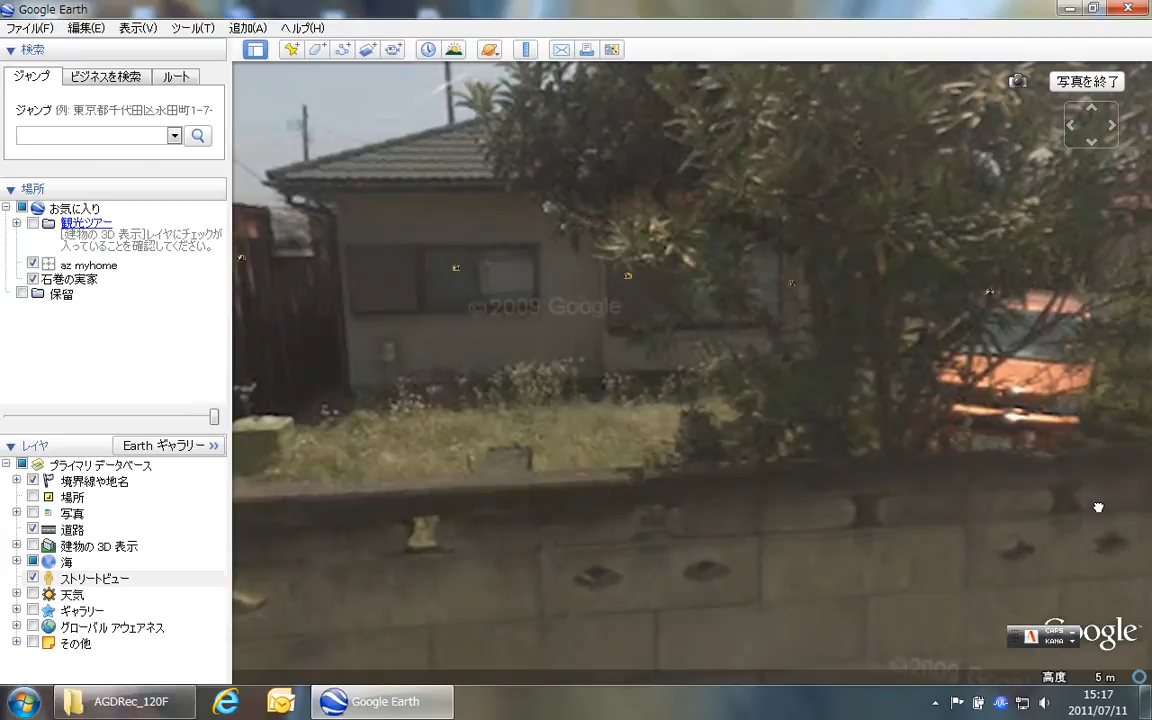 Google Earth
ファイル(F) 編集(E) 表示(V) ツール(T) 追加(A) ヘルプ(H)
検索
ジャンプ ビジネスを検索 ルート
ジャンプ 例: 東京都千代田区永田町1-7-
写真を終了
場所
お気に入り
観光ツアー
[建物の 3D 表示]レイヤにチェックが
入っていることを確認してください。
az myhome
石巻の実家
保留
© 2009 Google
レイヤ Earth ギャラリー >>
プライマリ データベース
境界線や地名
場所
写真
道路
建物の 3D 表示
海
ストリートビュー
天気
ギャラリー
グローバル アウェアネス
その他
A CAPS
KANA
Google
© 2009
高度 5 m
AGDRec_120F Google Earth
15:17
2011/07/11